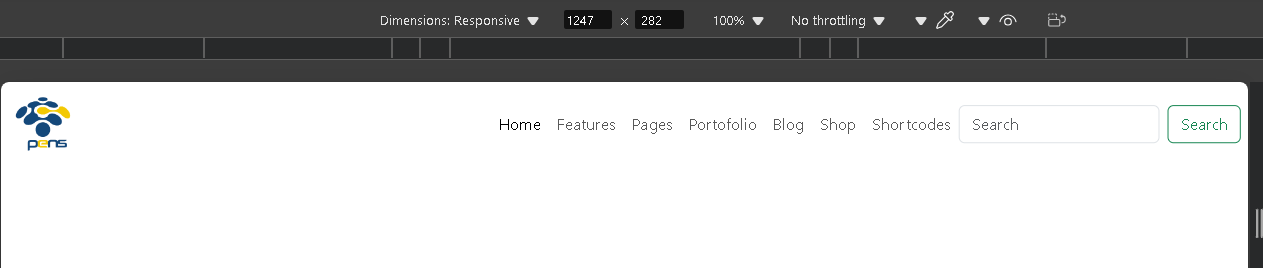 Dimensions: Responsive 1247 × 282 100% No throttling
Home Features Pages Portofolio Blog Shop Shortcodes Search Search
pens